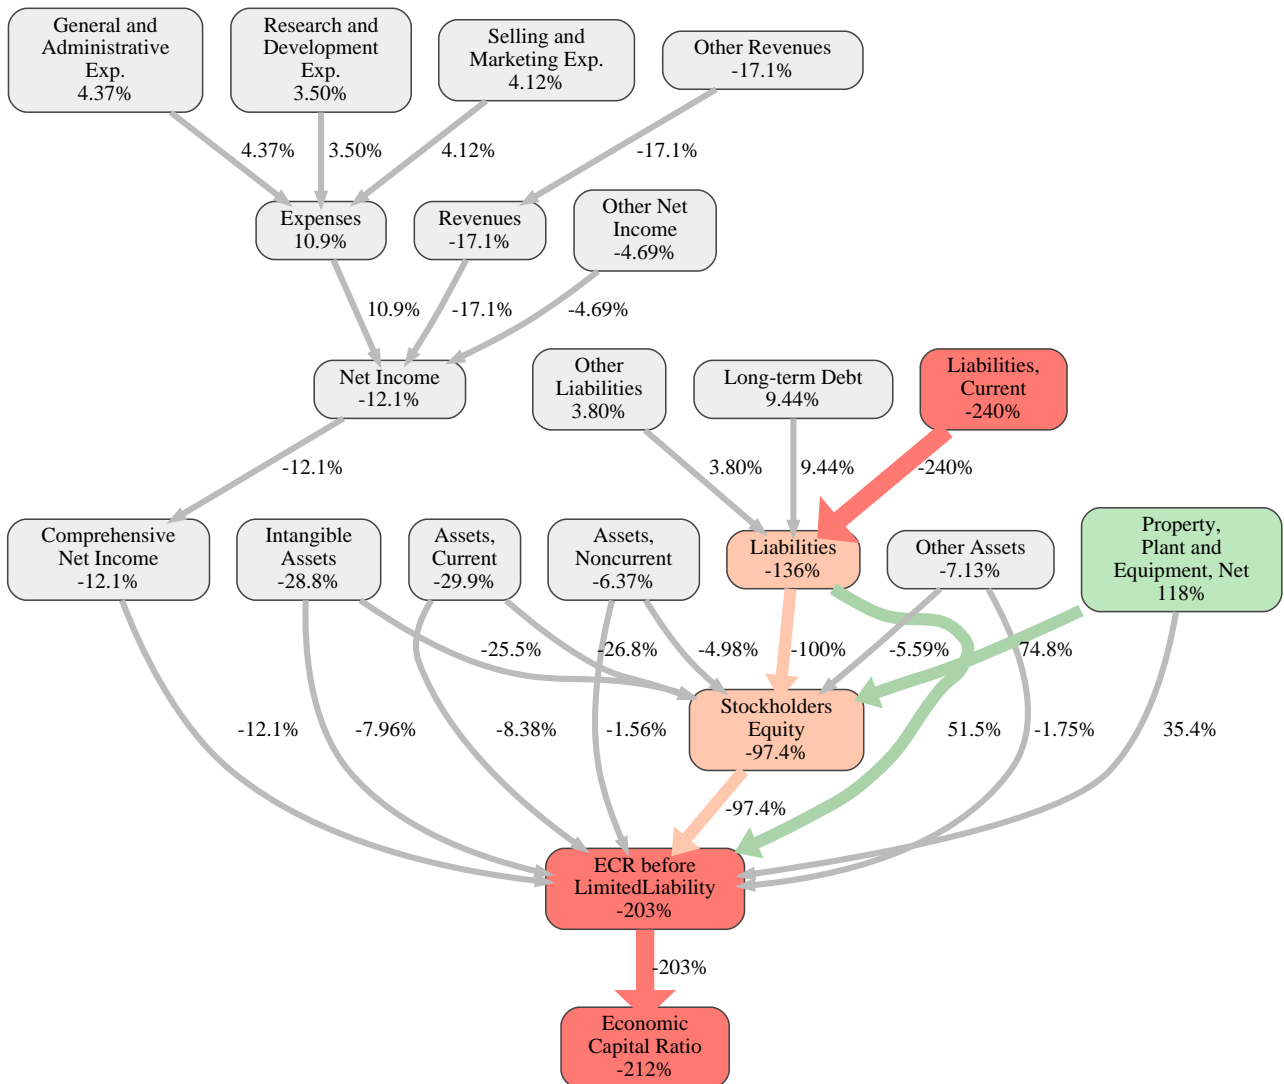 General and
Administrative
Exp.
4.37%
Research and
Development
Exp.
3.50%
Selling and
Marketing Exp.
4.12%
Other Revenues
-17.1%
4.37%
3.50%
4.12%
-17.1%
Expenses
10.9%
Revenues
-17.1%
Other Net
Income
-4.69%
10.9%
-17.1%
-4.69%
Net Income
-12.1%
Other
Liabilities
3.80%
Long-term Debt
9.44%
Liabilities,
Current
-240%
-12.1%
3.80%
9.44%
-240%
Comprehensive
Net Income
-12.1%
Intangible
Assets
-28.8%
Assets,
Current
-29.9%
Assets,
Noncurrent
-6.37%
Liabilities
-136%
Other Assets
-7.13%
Property,
Plant and
Equipment, Net
118%
-25.5%
-26.8%
-4.98%
-100%
-5.59%
74.8%
Stockholders
Equity
-97.4%
-12.1%
-7.96%
-8.38%
-1.56%
51.5%
-1.75%
35.4%
-97.4%
ECR before
LimitedLiability
-203%
-203%
Economic
Capital Ratio
-212%